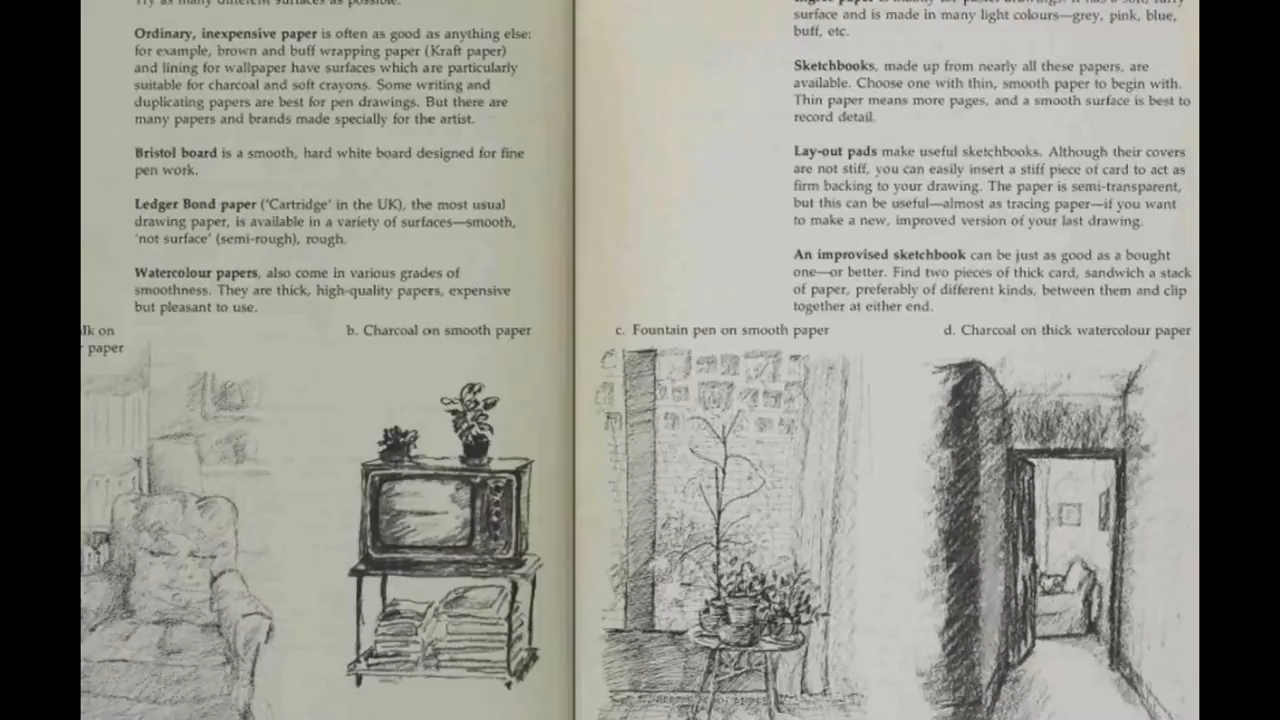 Try as many different surfaces as possible.
Ordinary, inexpensive paper is often as good as anything else:
for example, brown and buff wrapping paper (Kraft paper)
and lining for wallpaper have surfaces which are particularly
suitable for charcoal and soft crayons. Some writing and
duplicating papers are best for pen drawings. But there are
many papers and brands made specially for the artist.
Bristol board is a smooth, hard white board designed for fine
pen work.
Ledger Bond paper ('Cartridge' in the UK), the most usual
drawing paper, is available in a variety of surfaces—smooth,
'not surface' (semi-rough), rough.
Watercolour papers, also come in various grades of
smoothness. They are thick, high-quality papers, expensive
but pleasant to use.
lk on
paper
b. Charcoal on smooth paper
surface and is made in many light colours—grey, pink, blue,
buff, etc.
Sketchbooks, made up from nearly all these papers, are
available. Choose one with thin, smooth paper to begin with.
Thin paper means more pages, and a smooth surface is best to
record detail.
Lay-out pads make useful sketchbooks. Although their covers
are not stiff, you can easily insert a stiff piece of card to act as
firm backing to your drawing. The paper is semi-transparent,
but this can be useful—almost as tracing paper—if you want
to make a new, improved version of your last drawing.
An improvised sketchbook can be just as good as a bought
one—or better. Find two pieces of thick card, sandwich a stack
of paper, preferably of different kinds, between them and clip
together at either end.
c. Fountain pen on smooth paper
d. Charcoal on thick watercolour paper